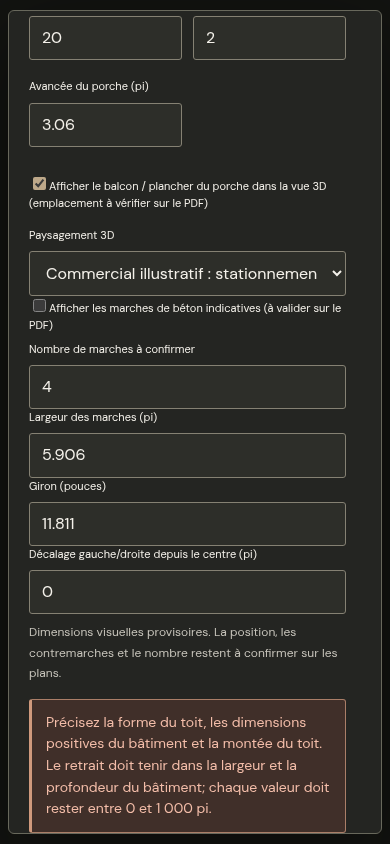 20 2
Avancée du porche (pi)
3.06
Afficher le balcon / plancher du porche dans la vue 3D
(emplacement à vérifier sur le PDF)
Paysagement 3D
Commercial illustratif : stationnemen
Afficher les marches de béton indicatives (à valider sur le
PDF)
Nombre de marches à confirmer
4
Largeur des marches (pi)
5.906
Giron (pouces)
11.811
Décalage gauche/droite depuis le centre (pi)
0
Dimensions visuelles provisoires. La position, les
contremarches et le nombre restent à confirmer sur les
plans.
Précisez la forme du toit, les dimensions
positives du bâtiment et la montée du toit.
Le retrait doit tenir dans la largeur et la
profondeur du bâtiment; chaque valeur doit
rester entre 0 et 1 000 pi.